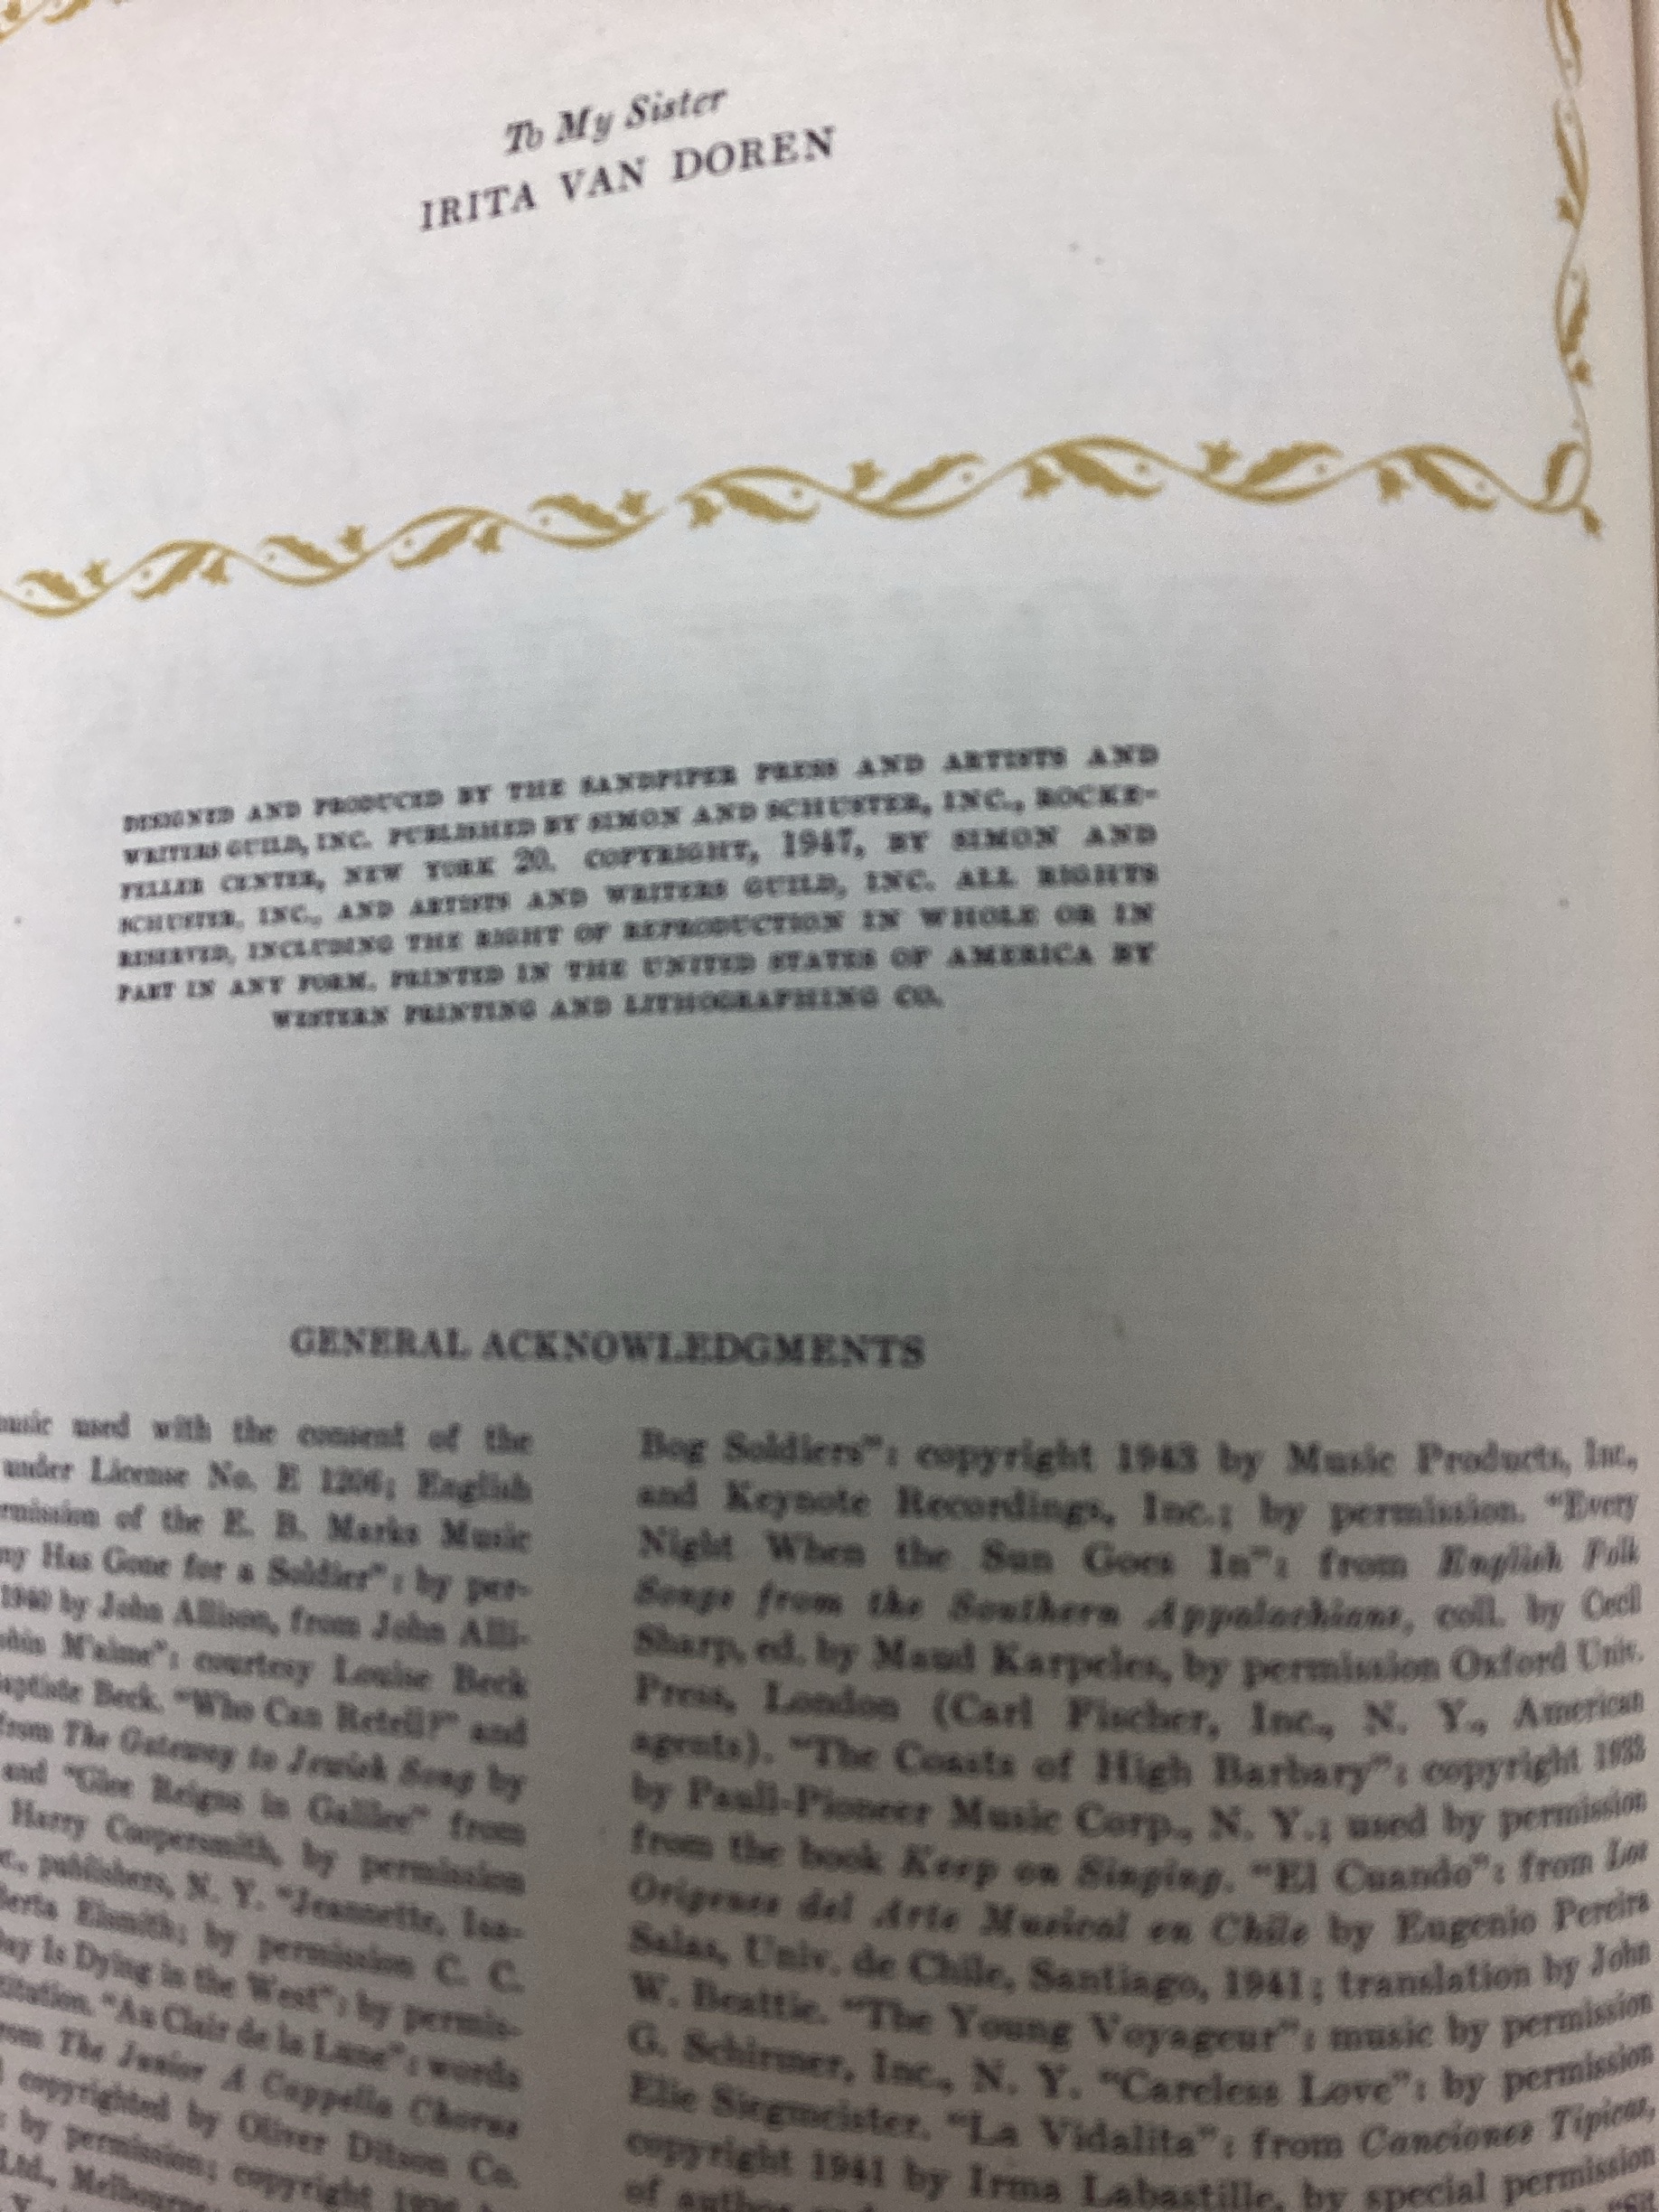 To My Sister
IRITA VAN DOREN
DESIGNED AND PRODUCED BY THE SANDPIPER PRESS AND ARTISTS AND
WRITERS GUILD, INC. PUBLISHED BY SIMON AND SCHUSTER, INC., ROCKE-
FELLER CENTER, NEW YORK 20. COPYRIGHT, 1947, BY SIMON AND
SCHUSTER, INC., AND ARTISTS AND WRITERS GUILD, INC. ALL RIGHTS
RESERVED, INCLUDING THE RIGHT OF REPRODUCTION IN WHOLE OR IN
PART IN ANY FORM. PRINTED IN THE UNITED STATES OF AMERICA BY
WESTERN PRINTING AND LITHOGRAPHING CO.
GENERAL ACKNOWLEDGMENTS
used with the consent of the
under License No. E 1206; English
of the E. B. Marks Music
Has Gone for a Soldier": by per-
1940 by John Allison, from John Alli-
M'aime": courtesy Louise Beck
Beck. "Who Can Retell?" and
from The Gateway to Jewish Song by
and "Glee Reigns in Galilee" from
Harry Coopersmith, by permission
publishers, N. Y. "Jeannette, Isa-
Elsmith; by permission C. C.
Is Dying in the West": by permis-
"Au Clair de la Lune": words
The Junior A Cappella Chorus
copyrighted by Oliver Ditson Co.
by permission; copyright
Ltd., Melbourne
Bog Soldiers": copyright 1943 by Music Products, Inc.,
and Keynote Recordings, Inc.; by permission. "Every
Night When the Sun Goes In": from English Folk
Songs from the Southern Appalachians, coll. by Cecil
Sharp, ed. by Maud Karpeles, by permission Oxford Univ.
Press, London (Carl Fischer, Inc., N. Y., American
agents). "The Coasts of High Barbary": copyright
by Paull-Pioneer Music Corp., N. Y.; used by permission
from the book Keep on Singing. "El Cuando": from Los
Origenes del Arte Musical en Chile by Eugenio Pereira
Salas, Univ. de Chile, Santiago, 1941; translation by John
W. Beattie. "The Young Voyageur": music by permission
G. Schirmer, Inc., N. Y. "Careless Love": by permission
Elie Siegmeister. "La Vidalita": from Canciones Tipicas,
copyright 1941 by Irma Labastille, by special permission
of author